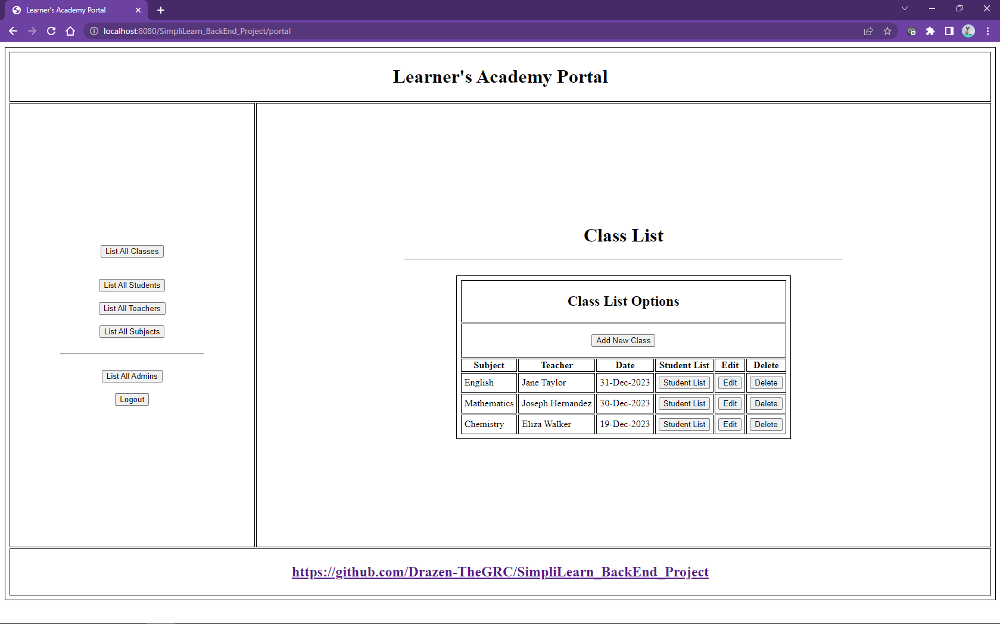 Learner's Academy Portal
localhost:8080/SimpliLearn_BackEnd_Project/portal
Learner's Academy Portal
List All Classes
List All Students
List All Teachers
List All Subjects
List All Admins
Logout
Class List
Class List Options
Add New Class
Subject Teacher Date Student List Edit Delete
English Jane Taylor 31-Dec-2023 Student List Edit Delete
Mathematics Joseph Hernandez 30-Dec-2023 Student List Edit Delete
Chemistry Eliza Walker 19-Dec-2023 Student List Edit Delete
https://github.com/Drazen-TheGRC/SimpliLearn_BackEnd_Project